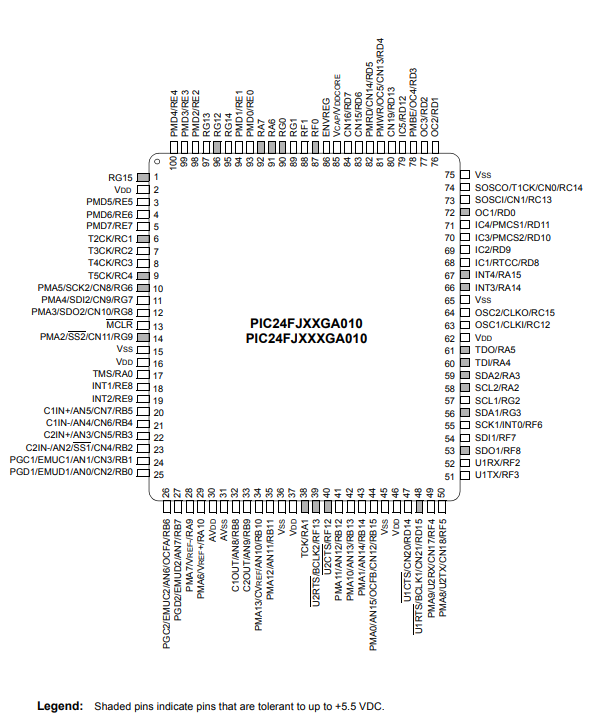 PMD4/RE4
PMD3/RE3
PMD2/RE2
RG13
RG12
RG14
PMD1/RE1
PMD0/RE0
RA7
RA6
RG0
RG1
RF1
RF0
ENVREG
VCAP/VDDCORE
CN16/RD7
CN15/RD6
PMRD/CN14/RD5
PMWR/OC5/CN13/RD4
CN19/RD13
IC5/RD12
PMBE/OC4/RD3
OC3/RD2
OC2/RD1
100
99
98
97
96
95
94
93
92
91
90
89
88
87
86
85
84
83
82
81
80
79
78
77
76
RG15 1
VDD 2
PMD5/RE5 3
PMD6/RE6 4
PMD7/RE7 5
T2CK/RC1 6
T3CK/RC2 7
T4CK/RC3 8
T5CK/RC4 9
PMA5/SCK2/CN8/RG6 10
PMA4/SDI2/CN9/RG7 11
PMA3/SDO2/CN10/RG8 12
MCLR 13
PMA2/SS2/CN11/RG9 14
VSS 15
VDD 16
TMS/RA0 17
INT1/RE8 18
INT2/RE9 19
C1IN+/AN5/CN7/RB5 20
C1IN-/AN4/CN6/RB4 21
C2IN+/AN3/CN5/RB3 22
C2IN-/AN2/SS1/CN4/RB2 23
PGC1/EMUC1/AN1/CN3/RB1 24
PGD1/EMUD1/AN0/CN2/RB0 25
PIC24FJXXGA010
PIC24FJXXXGA010
75 VSS
74 SOSCO/T1CK/CN0/RC14
73 SOSCI/CN1/RC13
72 OC1/RD0
71 IC4/PMCS1/RD11
70 IC3/PMCS2/RD10
69 IC2/RD9
68 IC1/RTCC/RD8
67 INT4/RA15
66 INT3/RA14
65 VSS
64 OSC2/CLKO/RC15
63 OSC1/CLKI/RC12
62 VDD
61 TDO/RA5
60 TDI/RA4
59 SDA2/RA3
58 SCL2/RA2
57 SCL1/RG2
56 SDA1/RG3
55 SCK1/INT0/RF6
54 SDI1/RF7
53 SDO1/RF8
52 U1RX/RF2
51 U1TX/RF3
26
27
28
29
30
31
32
33
34
35
36
37
38
39
40
41
42
43
44
45
46
47
48
49
50
PGC2/EMUC2/AN6/OCFA/RB6
PGD2/EMUD2/AN7/RB7
PMA7/VREF-/RA9
PMA6/VREF+/RA10
AVDD
AVSS
C1OUT/AN8/RB8
C2OUT/AN9/RB9
PMA13/CVREF/AN10/RB10
PMA12/AN11/RB11
VSS
VDD
TCK/RA1
U2RTS/BCLK2/RF13
U2CTS/RF12
PMA11/AN12/RB12
PMA10/AN13/RB13
PMA1/AN14/RB14
PMA0/AN15/OCFB/CN12/RB15
VSS
VDD
U1CTS/CN20/RD14
U1RTS/BCLK1/CN21/RD15
PMA9/U2RX/CN17/RF4
PMA8/U2TX/CN18/RF5
Legend: Shaded pins indicate pins that are tolerant to up to +5.5 VDC.